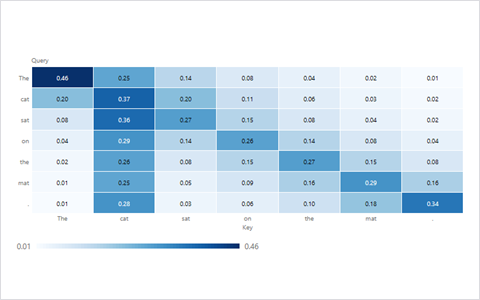 Query
The 0.46 0.25 0.14 0.08 0.04 0.02 0.01
cat 0.20 0.37 0.20 0.11 0.06 0.03 0.02
sat 0.08 0.36 0.27 0.15 0.08 0.04 0.02
on 0.04 0.29 0.14 0.26 0.14 0.08 0.04
the 0.02 0.26 0.08 0.15 0.27 0.15 0.08
mat 0.01 0.25 0.05 0.09 0.16 0.29 0.16
. 0.01 0.28 0.03 0.06 0.10 0.18 0.34
The cat sat on the mat .
Key
0.01 0.46